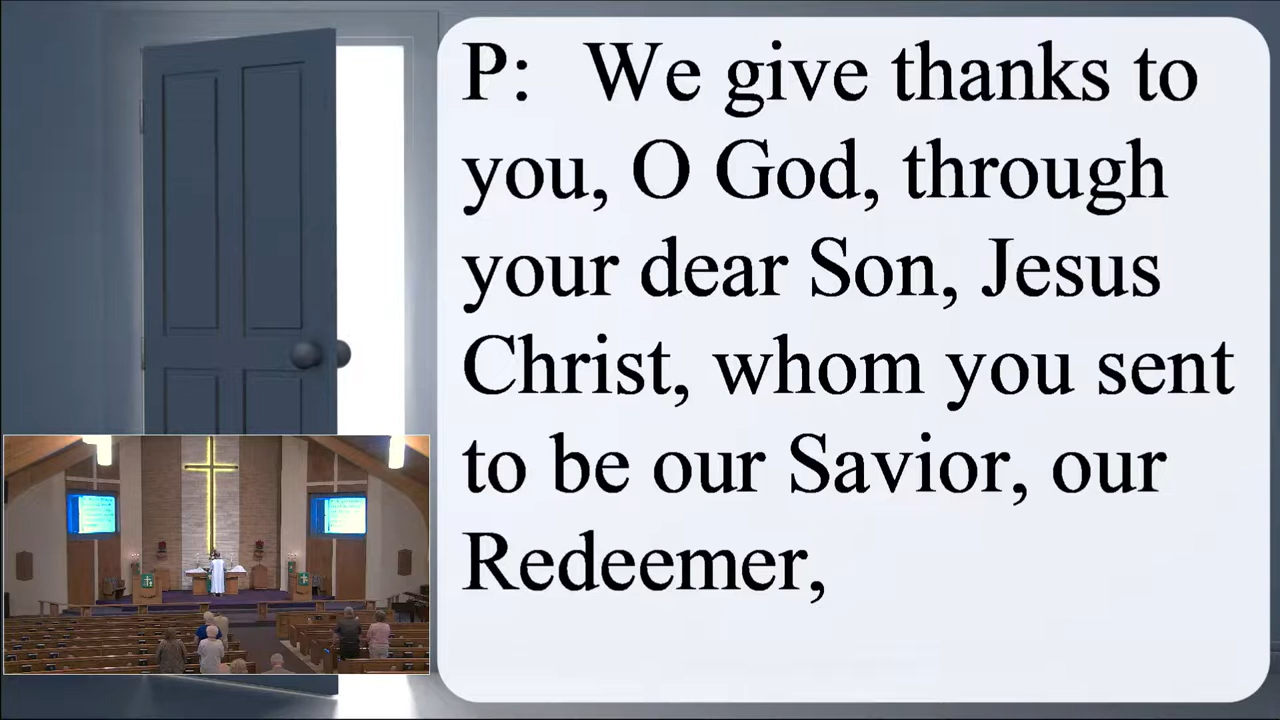 P: We give thanks to
you, O God, through
your dear Son, Jesus
Christ, whom you sent
to be our Savior, our
Redeemer,